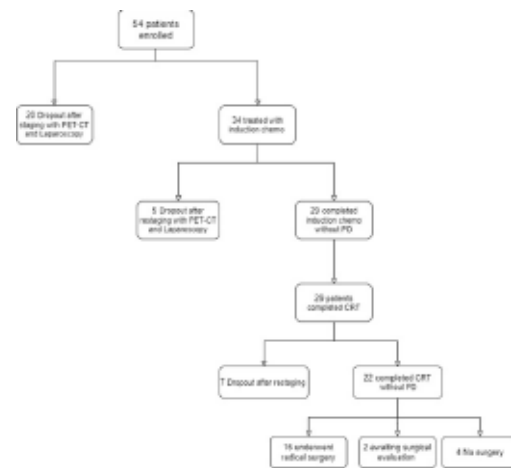 54 patients
enrolled
20 Dropout after
staging with PET-CT
and Laparoscopy
34 treated with
induction chemo
5 Dropout after
restaging with PET-CT
and Laparoscopy
29 completed
induction chemo
without PD
29 patients
completed CRT
7 Dropout after restaging
22 completed CRT
without PD
16 underwent
radical surgery
2 awaiting surgical
evaluation
4 No surgery